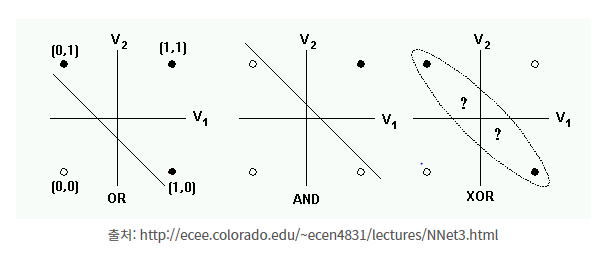 V2
(0,1)
(1,1)
V1
(0,0)
(1,0)
OR
V2
V1
AND
V2
?
?
V1
XOR
출처: http://ecee.colorado.edu/~ecen4831/lectures/NNet3.html